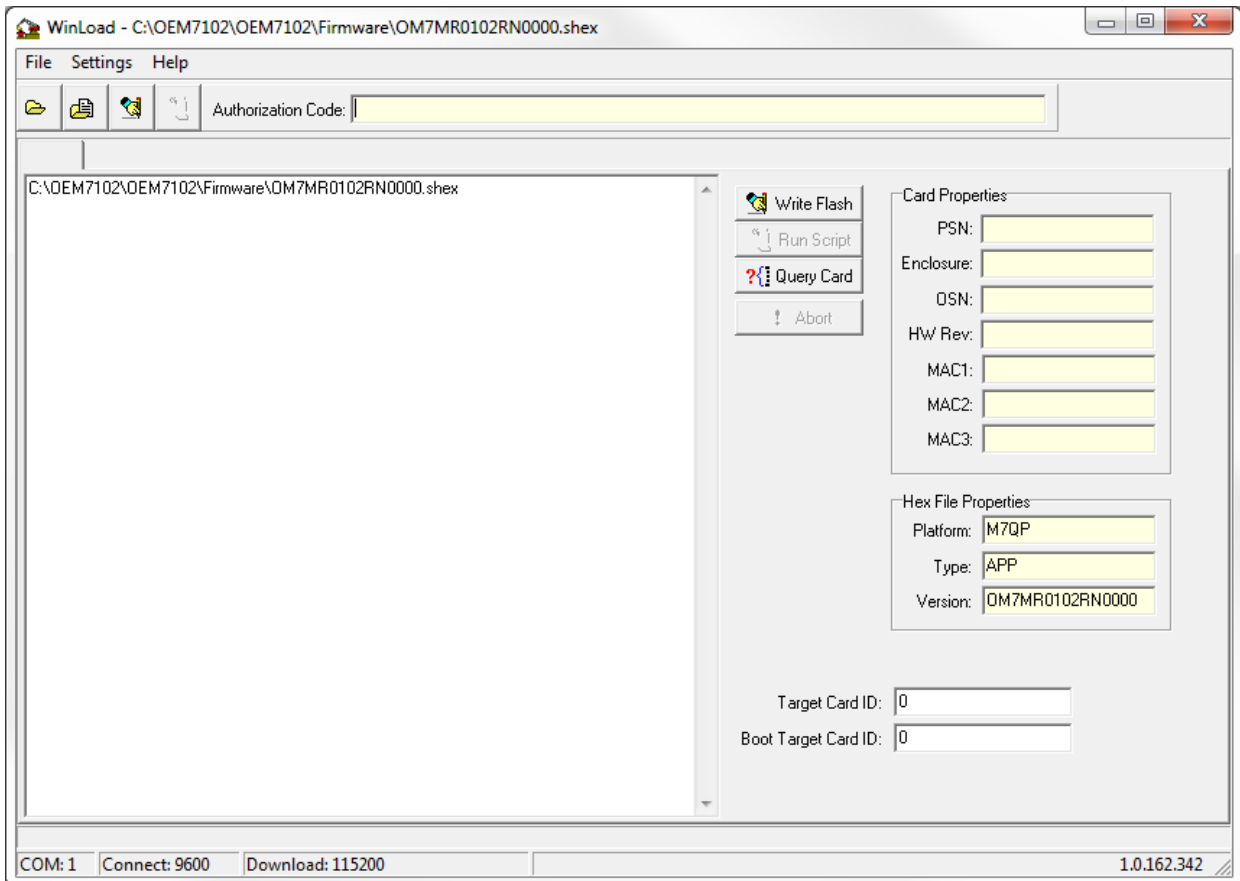 WinLoad - C:\OEM7102\OEM7102\Firmware\OM7MR0102RN0000.shex
File Settings Help
Authorization Code:
C:\OEM7102\OEM7102\Firmware\OM7MR0102RN0000.shex
Write Flash
Run Script
?{ Query Card
! Abort
Card Properties
PSN:
Enclosure:
OSN:
HW Rev:
MAC1:
MAC2:
MAC3:
Hex File Properties
Platform: M7QP
Type: APP
Version: OM7MR0102RN0000
Target Card ID: 0
Boot Target Card ID: 0
COM: 1 Connect: 9600 Download: 115200 1.0.162.342